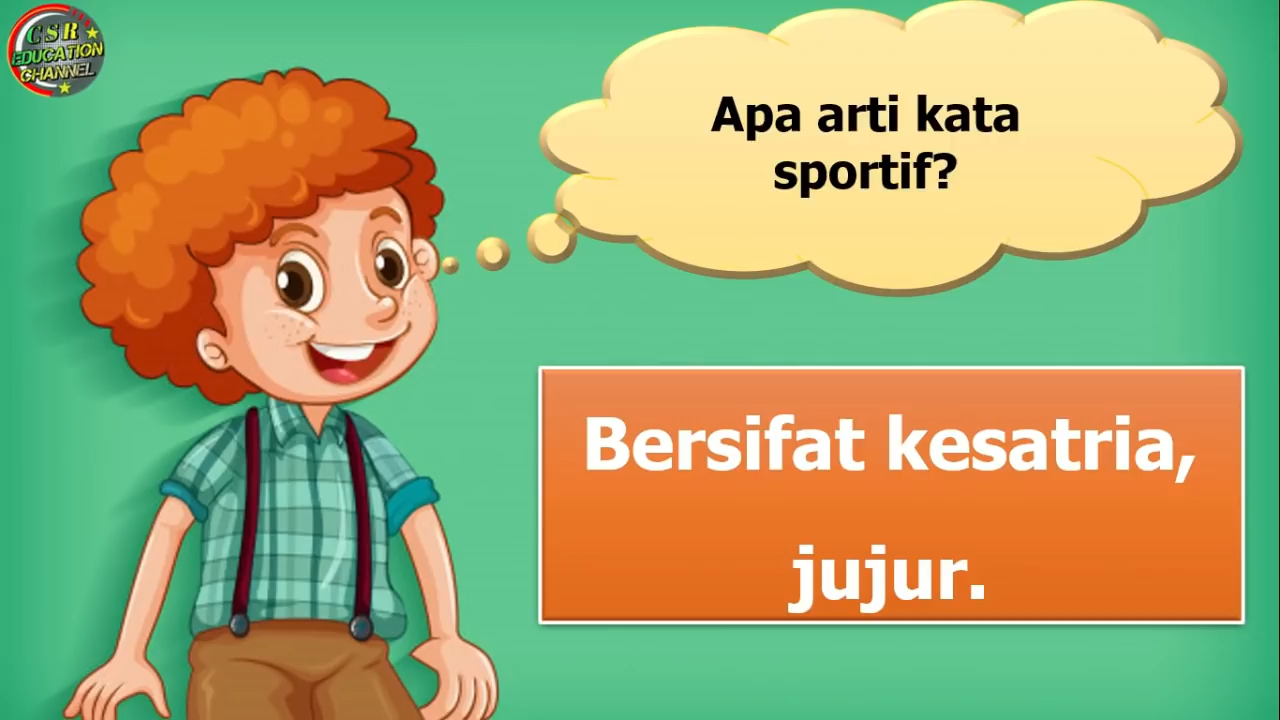 CSR
EDUCATION
CHANNEL
Apa arti kata
sportif?
Bersifat kesatria,
jujur.